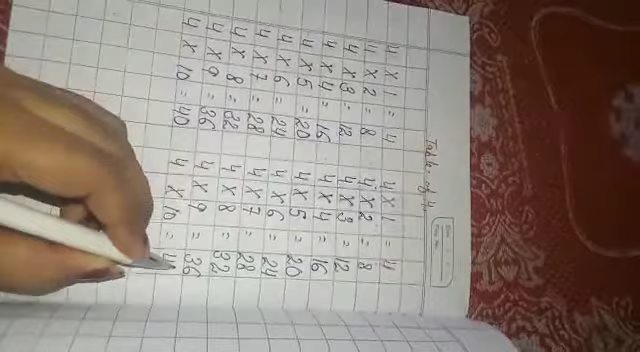 Table of 4
4 X 1 = 4 4 X 1 = 4
4 X 2 = 8 4 X 2 = 8
4 X 3 = 12 4 X 3 = 12
4 X 4 = 16 4 X 4 = 16
4 X 5 = 20 4 X 5 = 20
4 X 6 = 24 4 X 6 = 24
4 X 7 = 28 4 X 7 = 28
4 X 8 = 32 4 X 8 = 32
4 X 9 = 36 4 X 9 = 36
4 X 10 = 40 4 X 10 = 4